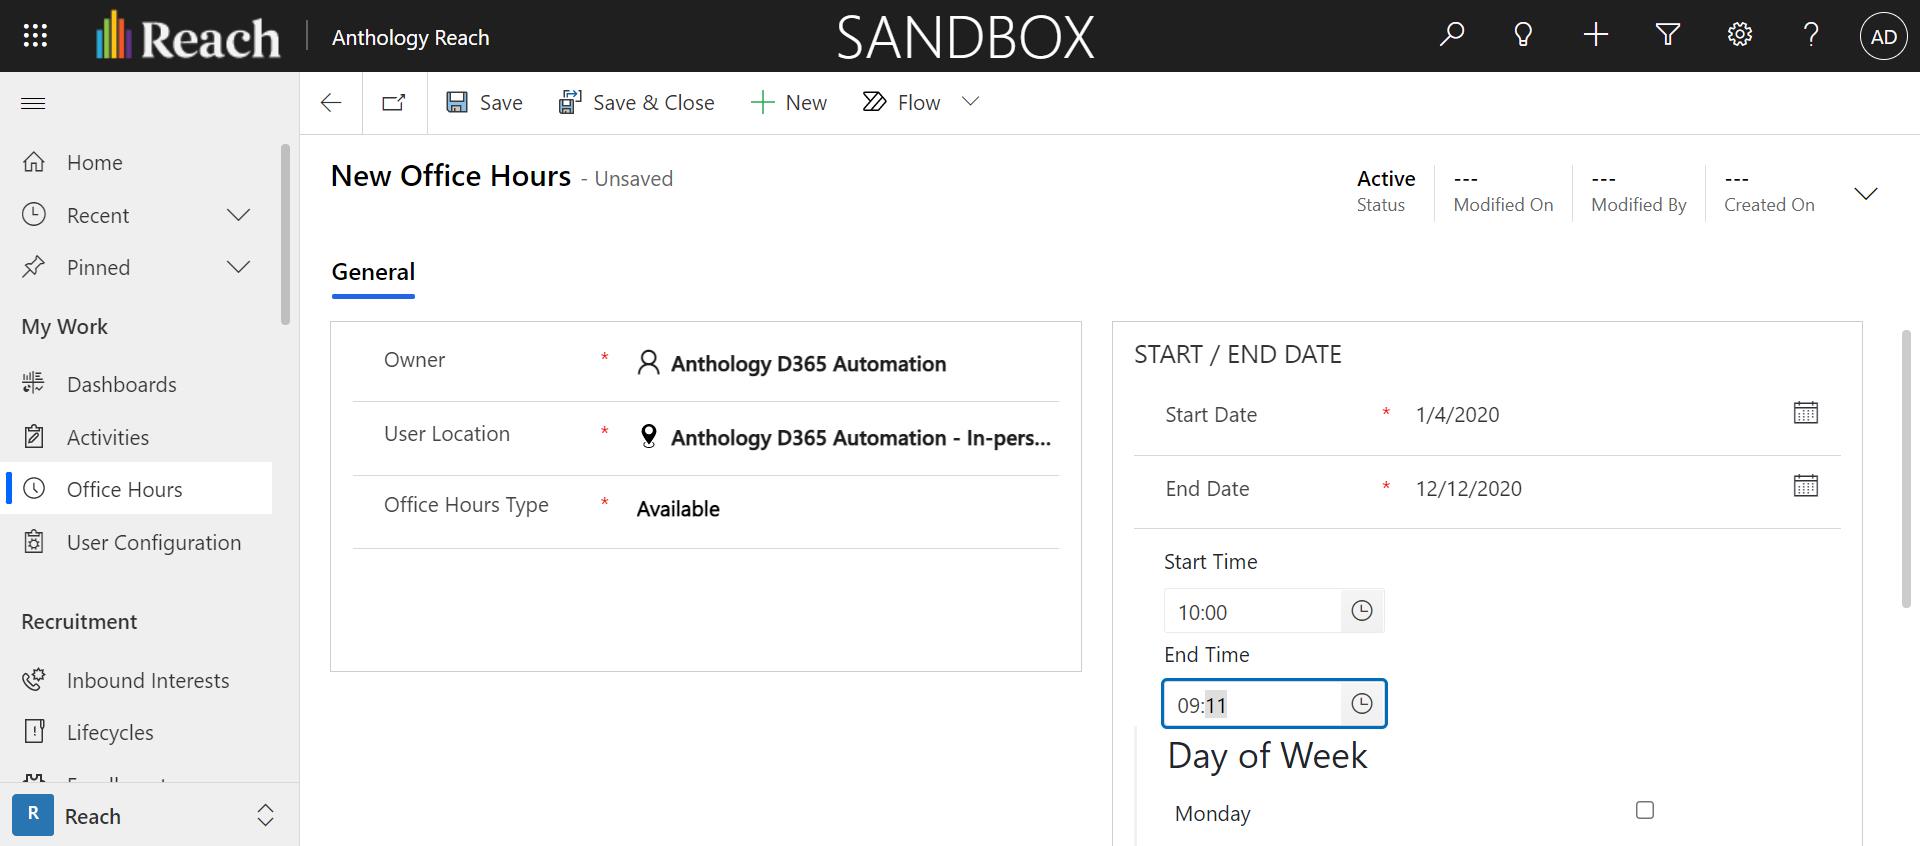 Reach
Anthology Reach
SANDBOX
AD
Save
Save & Close
New
Flow
Home
Recent
Pinned
My Work
Dashboards
Activities
Office Hours
User Configuration
Recruitment
Inbound Interests
Lifecycles
R
Reach
New Office Hours - Unsaved
Active
Status
---
Modified On
---
Modified By
---
Created On
General
Owner * Anthology D365 Automation
User Location * Anthology D365 Automation - In-pers...
Office Hours Type * Available
START / END DATE
Start Date * 1/4/2020
End Date * 12/12/2020
Start Time
10:00
End Time
09:11
Day of Week
Monday